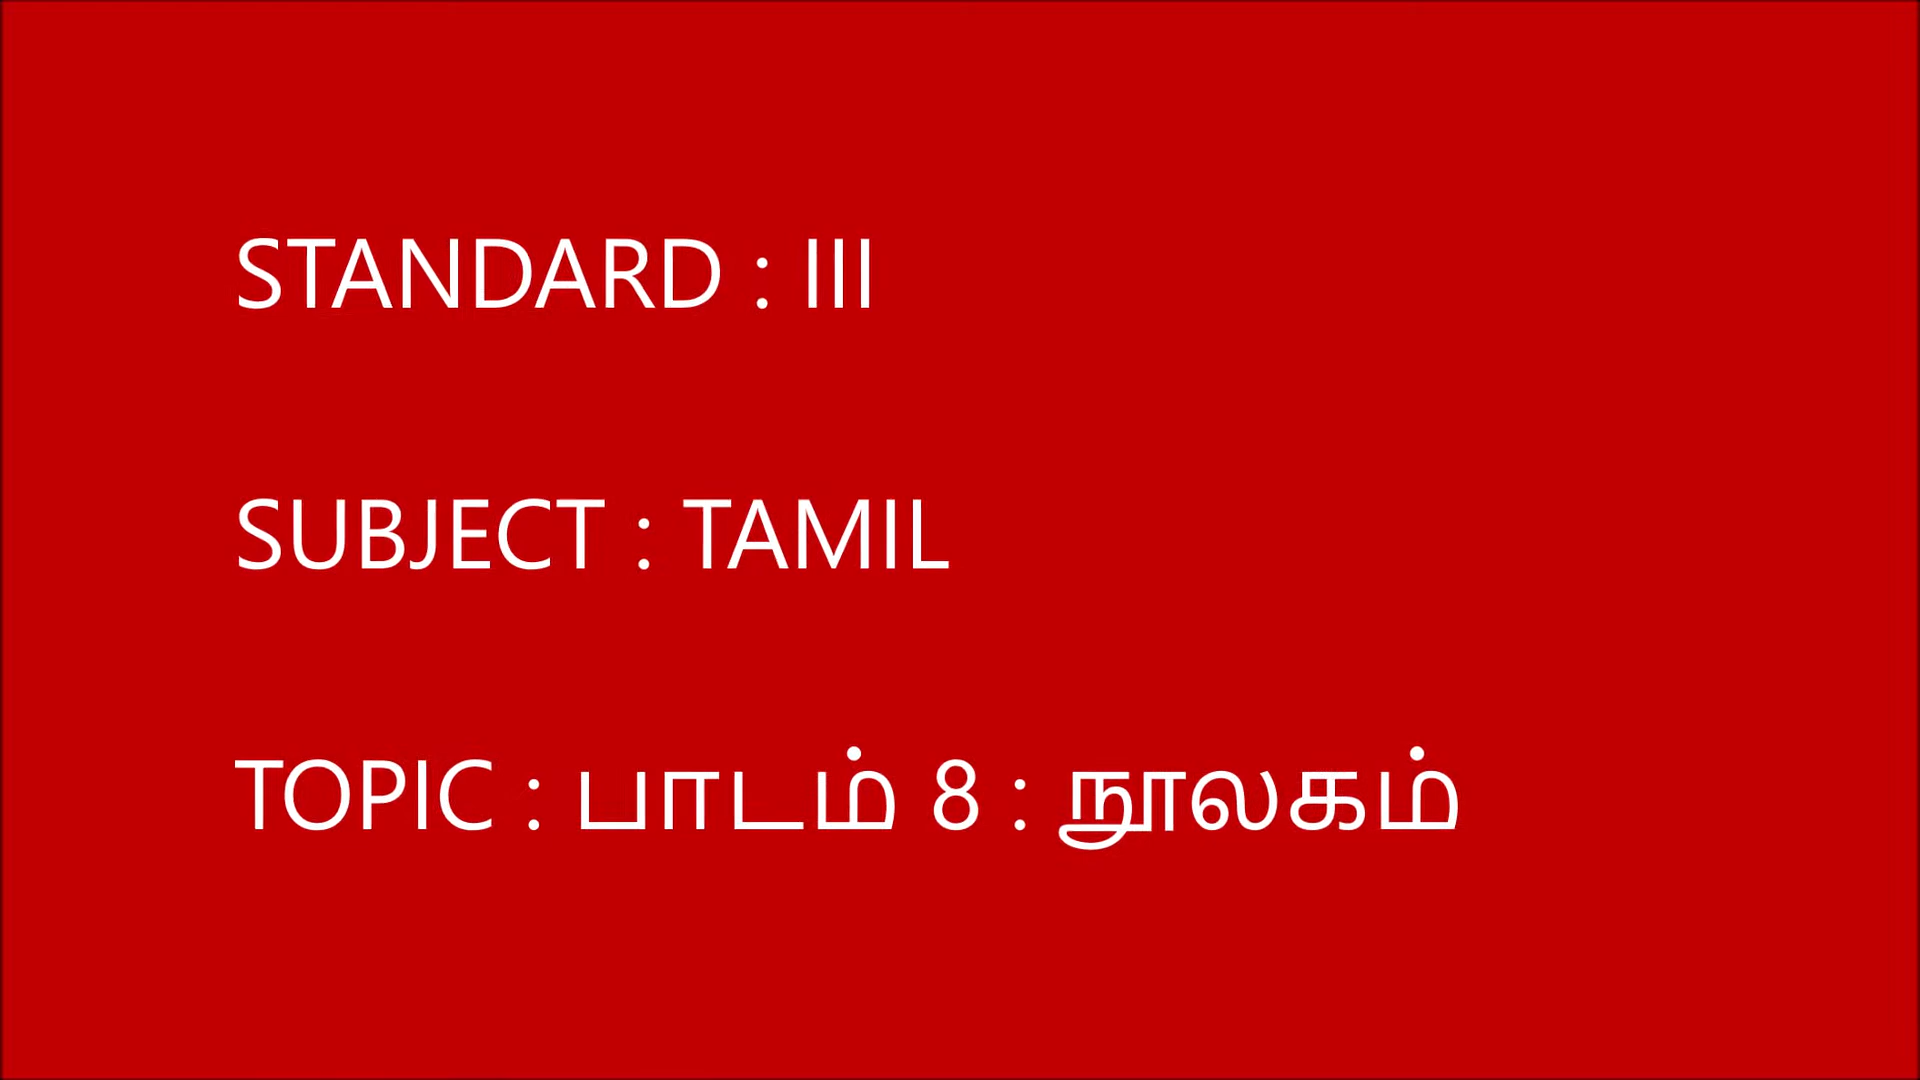 STANDARD : III
SUBJECT : TAMIL
TOPIC : பாடம் 8 : நூலகம்